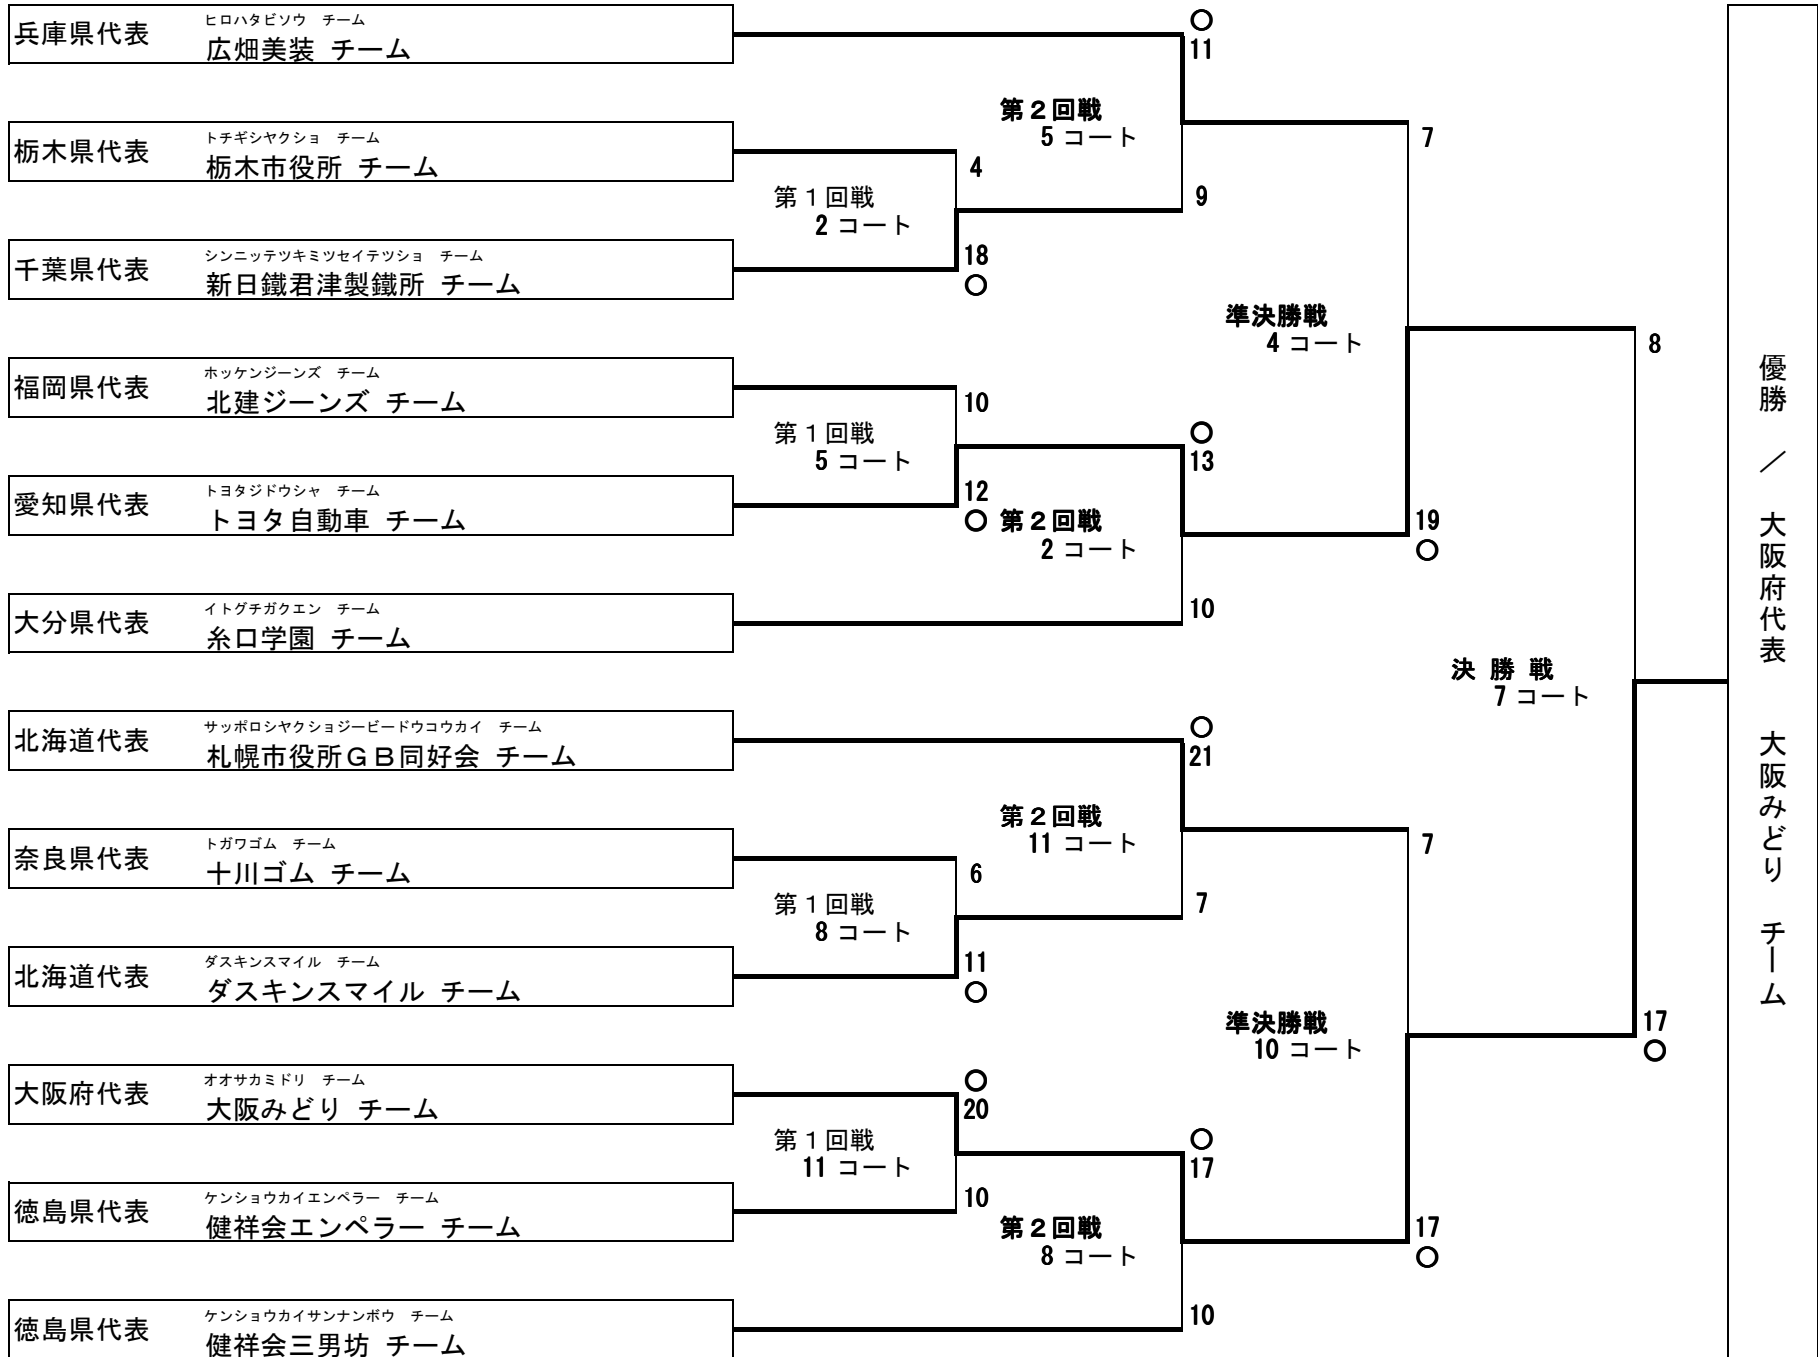 兵庫県代表
ヒロハタビソウ チーム
広畑美装 チーム
栃木県代表
トチギシヤクショ チーム
栃木市役所 チーム
千葉県代表
シンニッテツキミツセイテツショ チーム
新日鐵君津製鐵所 チーム
福岡県代表
ホッケンジーンズ チーム
北建ジーンズ チーム
愛知県代表
トヨタジドウシャ チーム
トヨタ自動車 チーム
大分県代表
イトグチガクエン チーム
糸口学園 チーム
北海道代表
サッポロシヤクショジービードウコウカイ チーム
札幌市役所GB同好会 チーム
奈良県代表
トガワゴム チーム
十川ゴム チーム
北海道代表
ダスキンスマイル チーム
ダスキンスマイル チーム
大阪府代表
オオサカミドリ チーム
大阪みどり チーム
徳島県代表
ケンショウカイエンペラー チーム
健祥会エンペラー チーム
徳島県代表
ケンショウカイサンナンボウ チーム
健祥会三男坊 チーム
第1回戦
2 コート
4
18
○
第1回戦
5 コート
10
12
○
第1回戦
8 コート
6
11
○
第1回戦
11 コート
○
20
10
第2回戦
5 コート
○
11
9
第2回戦
2 コート
○
13
10
第2回戦
11 コート
○
21
7
第2回戦
8 コート
○
17
10
準決勝戦
4 コート
7
19
○
準決勝戦
10 コート
7
17
○
決 勝 戦
7 コート
8
17
○
優勝 / 大阪府代表 大阪みどり チーム